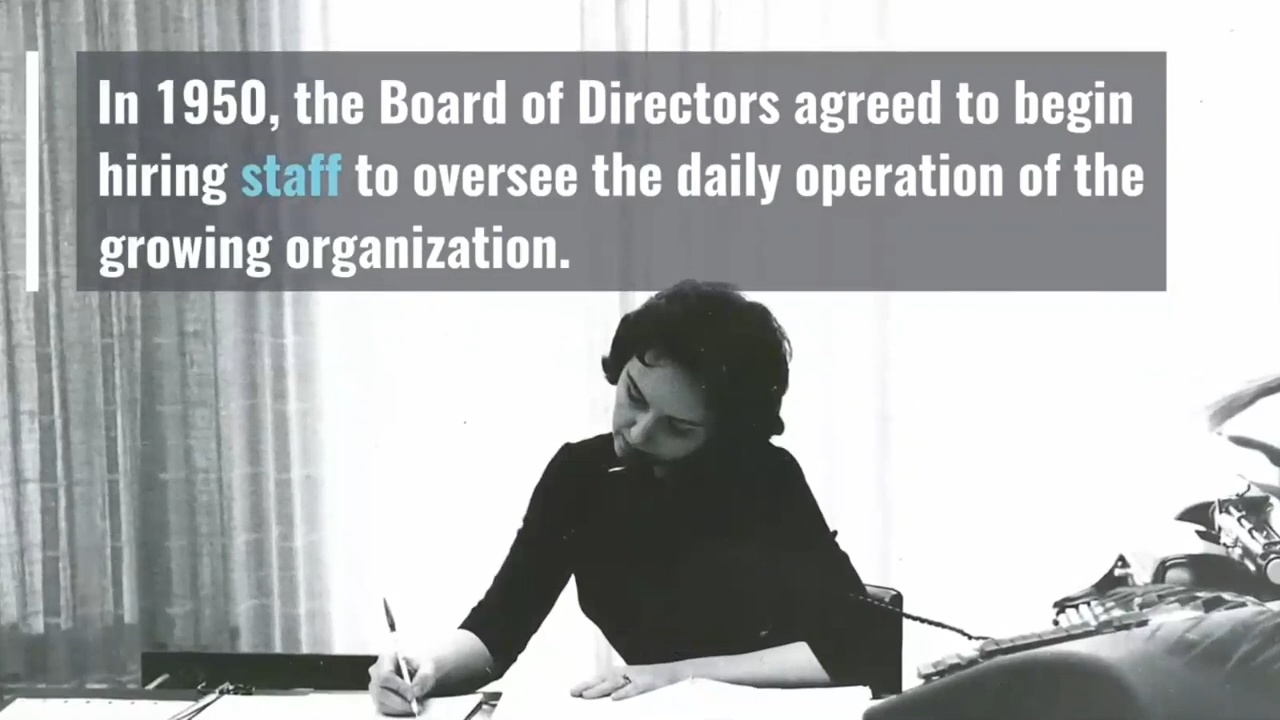 In 1950, the Board of Directors agreed to begin
hiring staff to oversee the daily operation of the
growing organization.